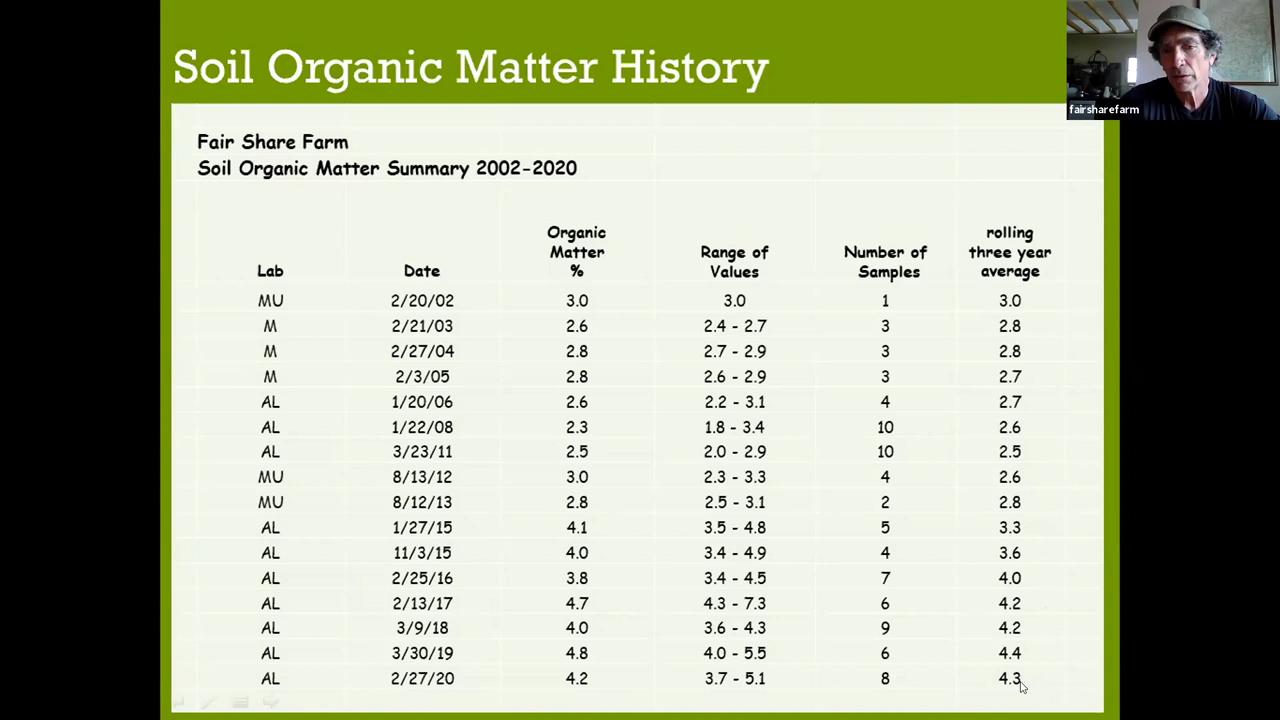 Soil Organic Matter History
fairsharefarm
Fair Share Farm
Soil Organic Matter Summary 2002-2020
Lab Date Organic Matter % Range of Values Number of Samples rolling three year average
MU 2/20/02 3.0 3.0 1 3.0
M 2/21/03 2.6 2.4 - 2.7 3 2.8
M 2/27/04 2.8 2.7 - 2.9 3 2.8
M 2/3/05 2.8 2.6 - 2.9 3 2.7
AL 1/20/06 2.6 2.2 - 3.1 4 2.7
AL 1/22/08 2.3 1.8 - 3.4 10 2.6
AL 3/23/11 2.5 2.0 - 2.9 10 2.5
MU 8/13/12 3.0 2.3 - 3.3 4 2.6
MU 8/12/13 2.8 2.5 - 3.1 2 2.8
AL 1/27/15 4.1 3.5 - 4.8 5 3.3
AL 11/3/15 4.0 3.4 - 4.9 4 3.6
AL 2/25/16 3.8 3.4 - 4.5 7 4.0
AL 2/13/17 4.7 4.3 - 7.3 6 4.2
AL 3/9/18 4.0 3.6 - 4.3 9 4.2
AL 3/30/19 4.8 4.0 - 5.5 6 4.4
AL 2/27/20 4.2 3.7 - 5.1 8 4.3